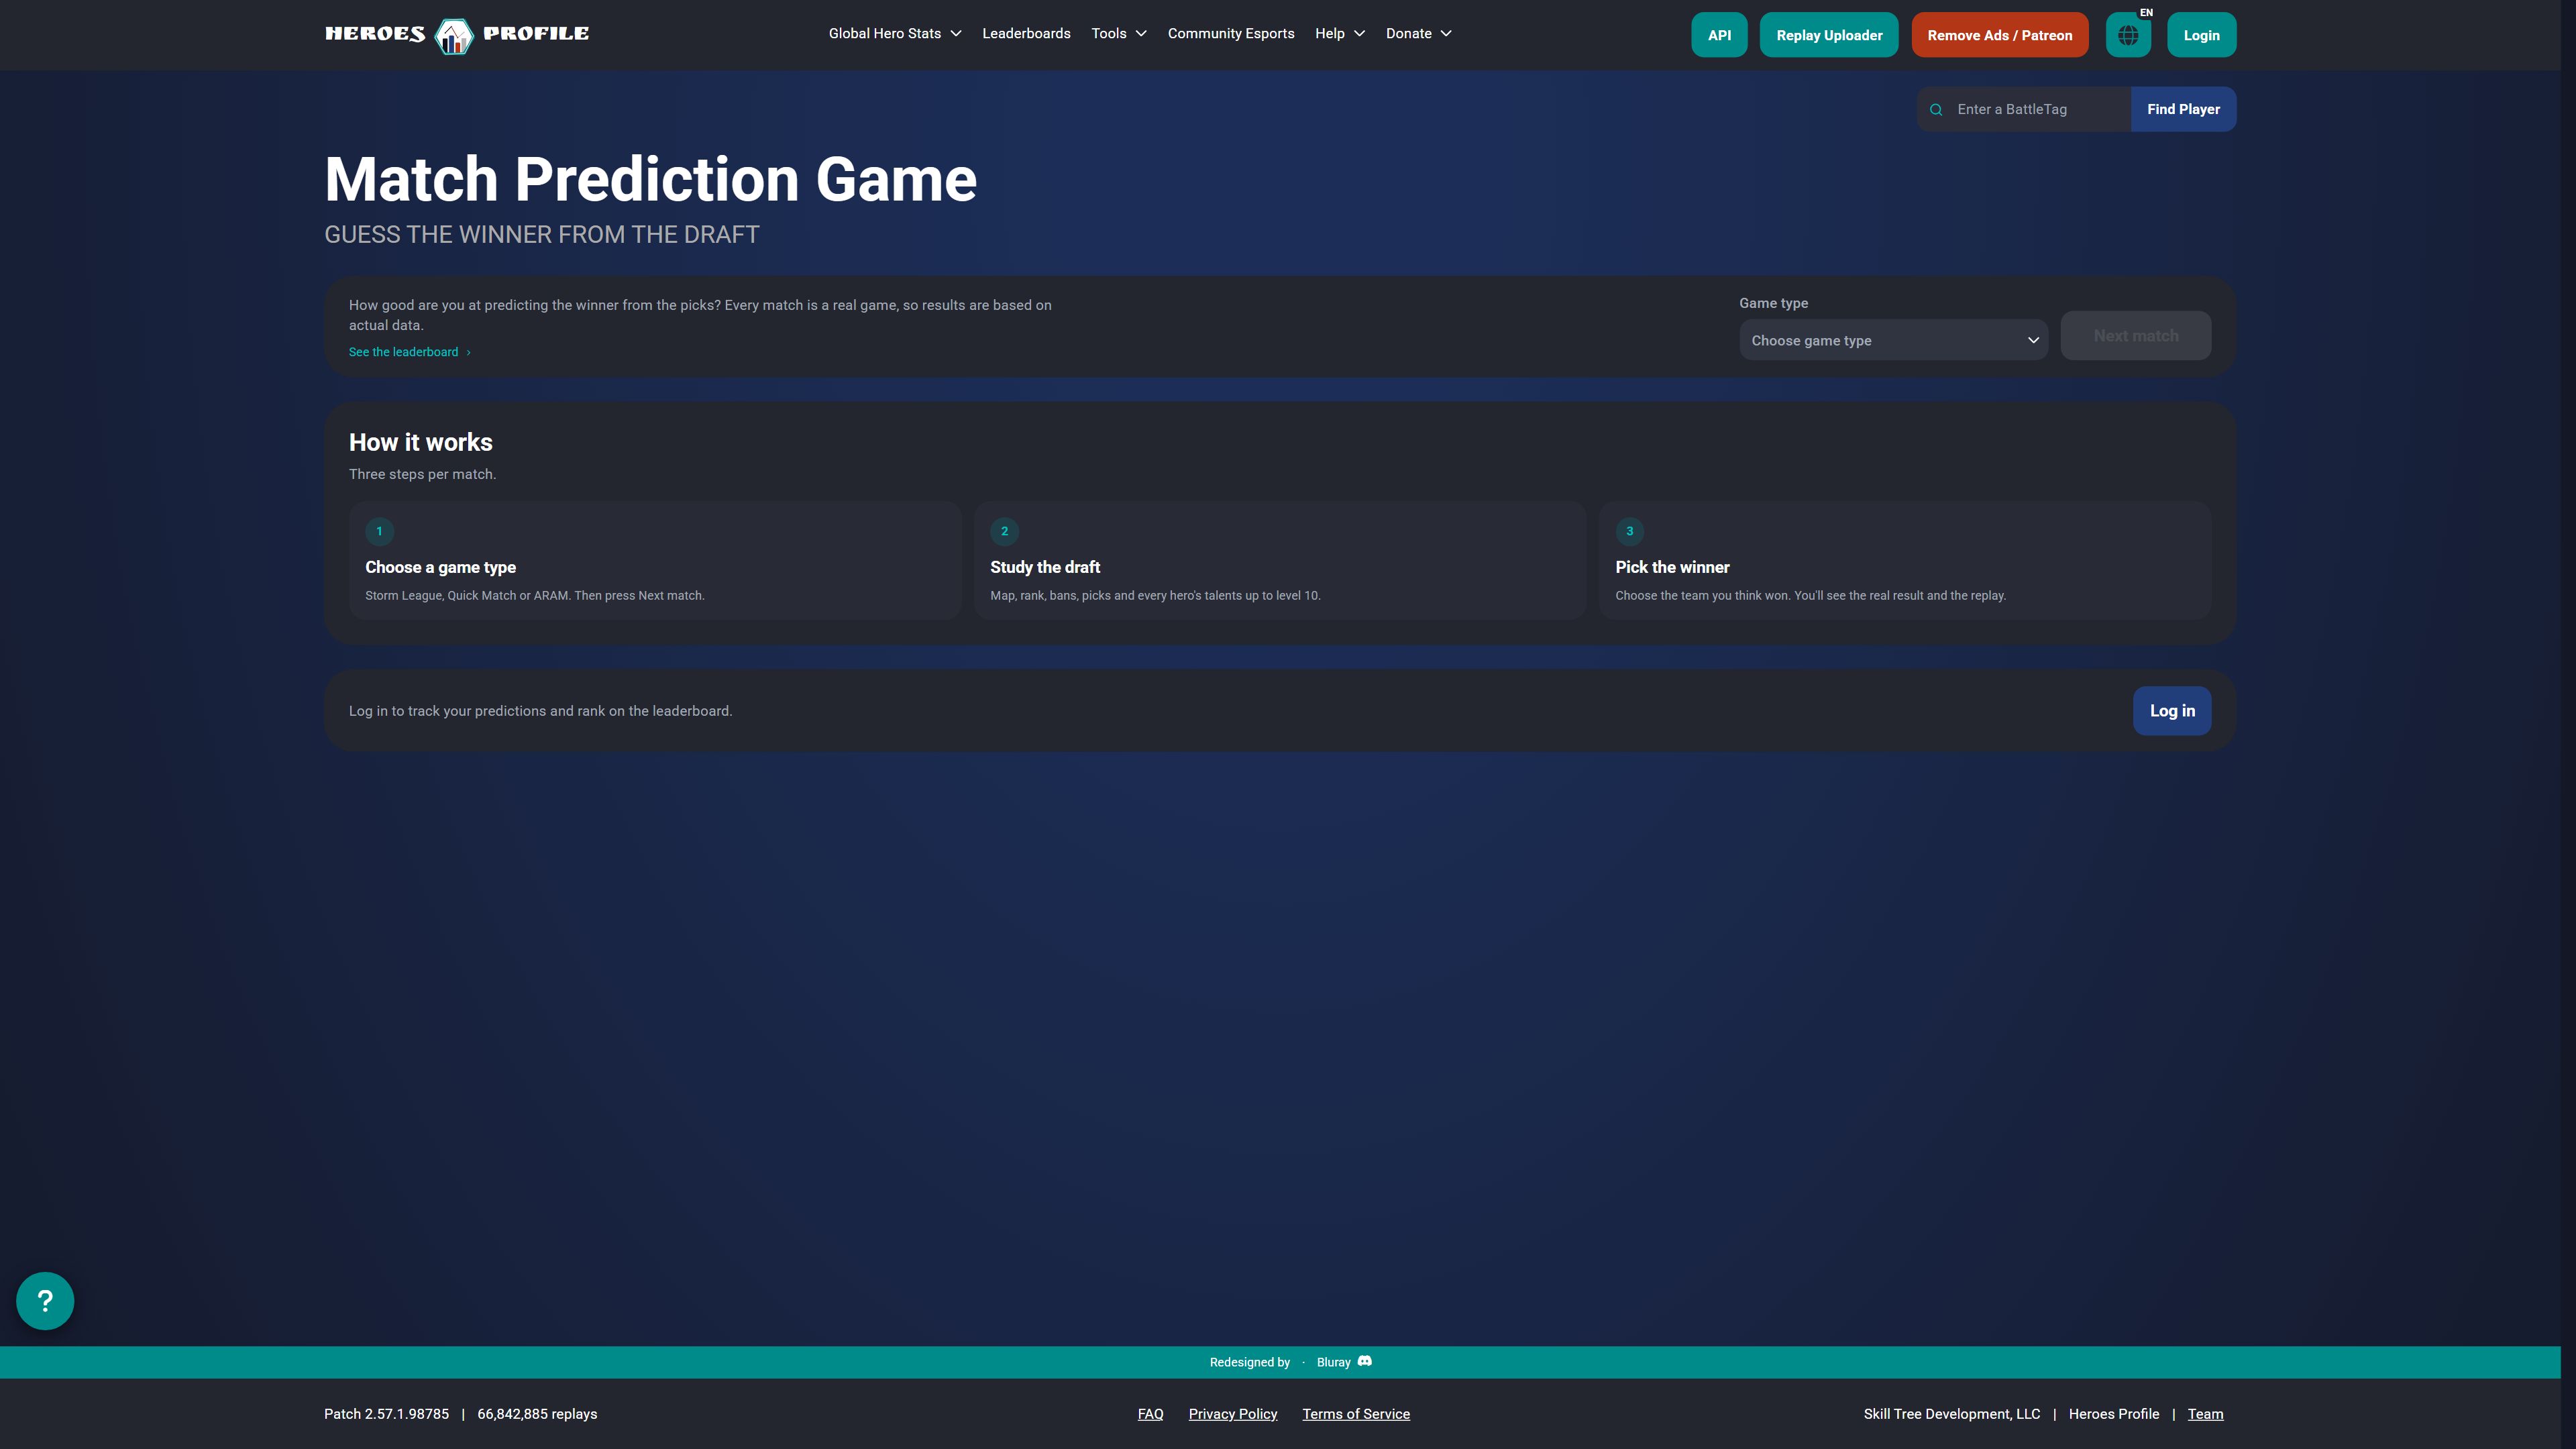 HEROES PROFILE
Global Hero Stats
Leaderboards
Tools
Community Esports
Help
Donate
API
Replay Uploader
Remove Ads / Patreon
EN
Login
Enter a BattleTag
Find Player
Match Prediction Game
GUESS THE WINNER FROM THE DRAFT
How good are you at predicting the winner from the picks? Every match is a real game, so results are based on
actual data.
See the leaderboard ›
Game type
Choose game type
Next match
How it works
Three steps per match.
1
Choose a game type
Storm League, Quick Match or ARAM. Then press Next match.
2
Study the draft
Map, rank, bans, picks and every hero's talents up to level 10.
3
Pick the winner
Choose the team you think won. You'll see the real result and the replay.
Log in to track your predictions and rank on the leaderboard.
Log in
?
Redesigned by · Bluray
Patch 2.57.1.98785 | 66,842,885 replays
FAQ
Privacy Policy
Terms of Service
Skill Tree Development, LLC | Heroes Profile | Team